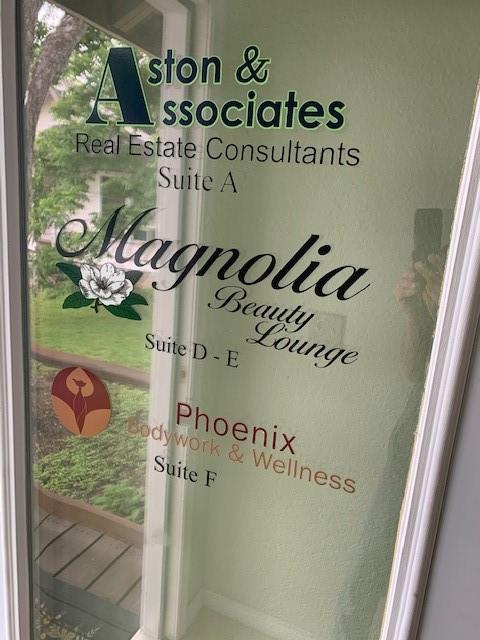 Aston &
Associates
Real Estate Consultants
Suite A
Magnolia
Beauty
Lounge
Suite D - E
Phoenix
Bodywork & Wellness
Suite F